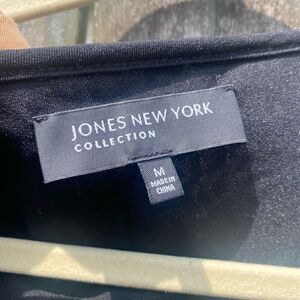 JONES NEW YORK
COLLECTION
M
MADE IN
CHINA